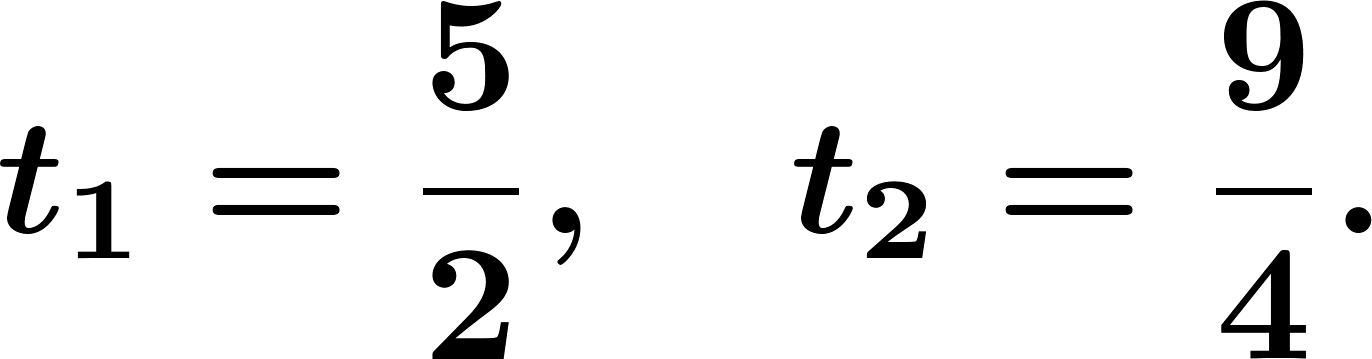 t₁ = 5/2, t₂ = 9/4.